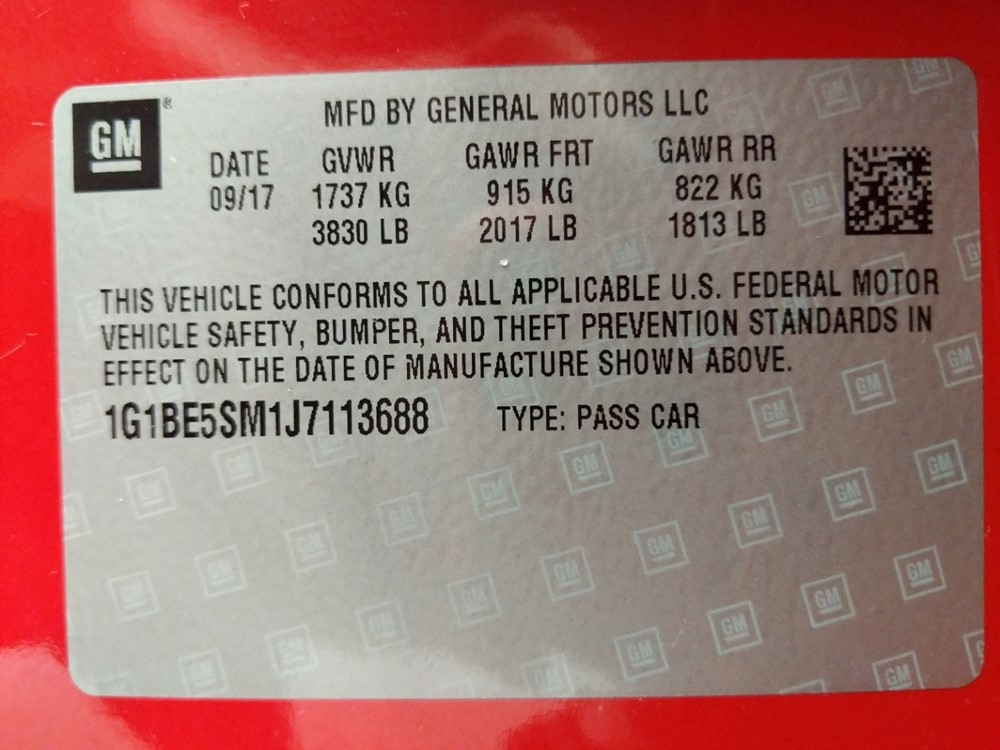 GM ®
MFD BY GENERAL MOTORS LLC
DATE GVWR GAWR FRT GAWR RR
09/17 1737 KG 915 KG 822 KG
3830 LB 2017 LB 1813 LB
THIS VEHICLE CONFORMS TO ALL APPLICABLE U.S. FEDERAL MOTOR
VEHICLE SAFETY, BUMPER, AND THEFT PREVENTION STANDARDS IN
EFFECT ON THE DATE OF MANUFACTURE SHOWN ABOVE.
1G1BE5SM1J7113688 TYPE: PASS CAR